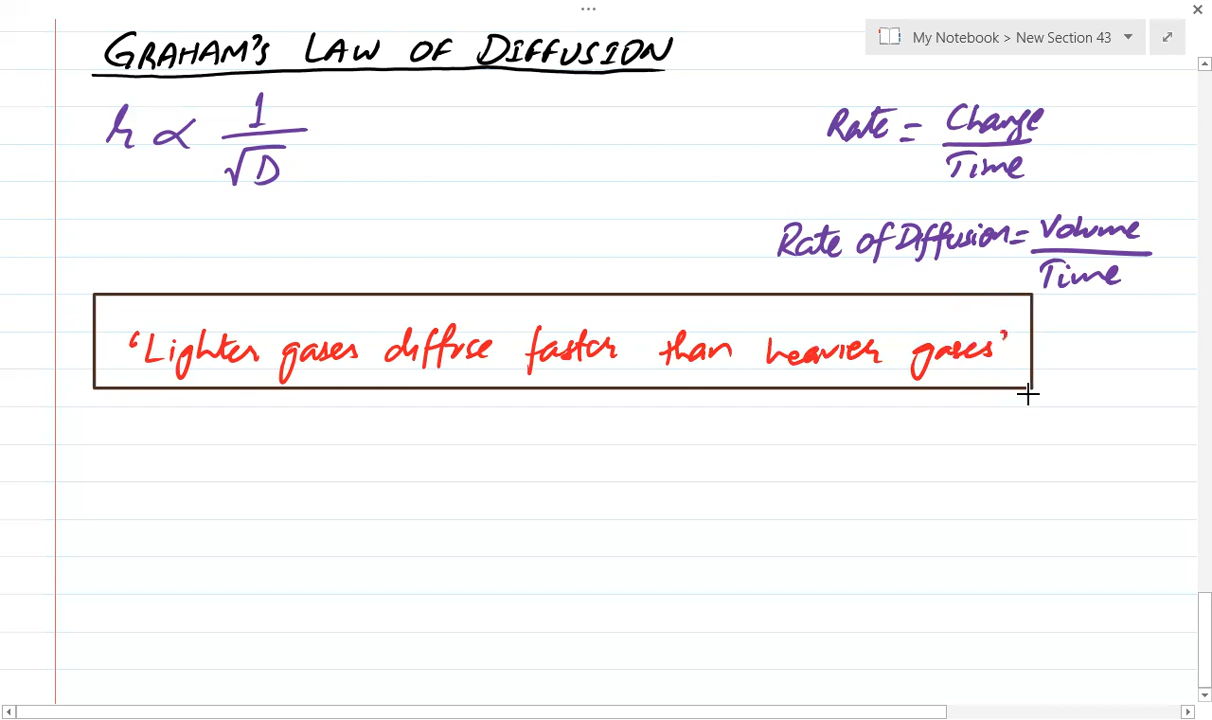 My Notebook > New Section 43
GRAHAM'S LAW OF DIFFUSION
r ∝ 1/√D
Rate = Change/Time
Rate of Diffusion = Volume/Time
'Lighter gases diffuse faster than heavier gases'